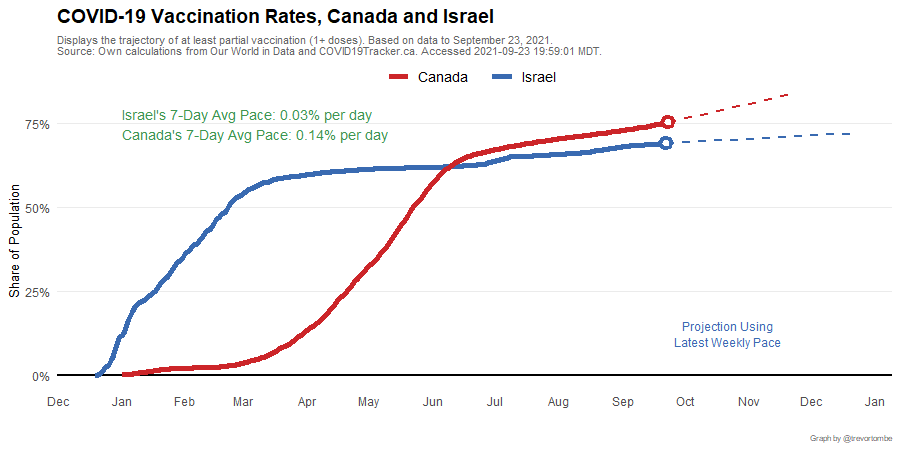 COVID-19 Vaccination Rates, Canada and Israel
Displays the trajectory of at least partial vaccination (1+ doses). Based on data to September 23, 2021.
Source: Own calculations from Our World in Data and COVID19Tracker.ca. Accessed 2021-09-23 19:59:01 MDT.
Canada Israel
Israel's 7-Day Avg Pace: 0.03% per day
Canada's 7-Day Avg Pace: 0.14% per day
75%
50%
25%
0%
Share of Population
Projection Using
Latest Weekly Pace
Dec Jan Feb Mar Apr May Jun Jul Aug Sep Oct Nov Dec Jan
Graph by @trevortombe